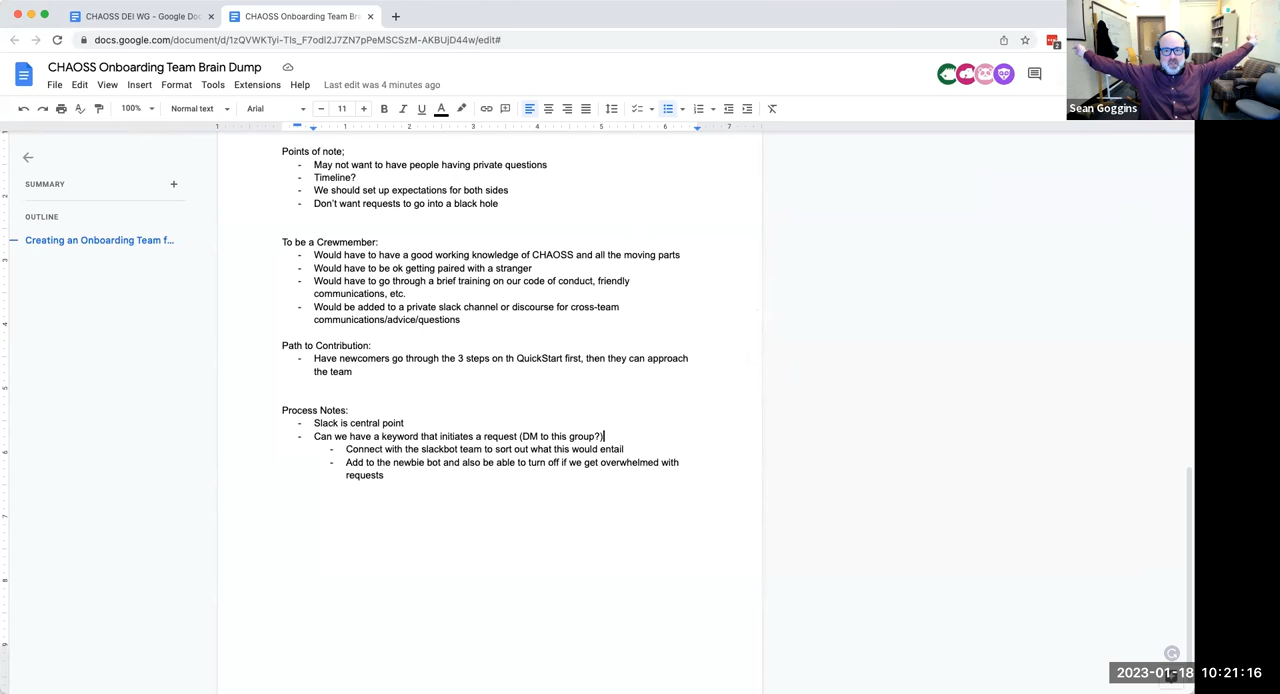 CHAOSS DEI WG - Google Doc
CHAOSS Onboarding Team Bra
docs.google.com/document/d/1zQVWKTyi-Tls_F7odl2J7ZN7pPeMSCSzM-AKBUjD44w/edit#
2
CHAOSS Onboarding Team Brain Dump
File Edit View Insert Format Tools Extensions Help Last edit was 4 minutes ago
100% Normal text Arial 11
Sean Goggins
1 1 2 3 4 5 6 7
SUMMARY
OUTLINE
Creating an Onboarding Team f...
Points of note;
- May not want to have people having private questions
- Timeline?
- We should set up expectations for both sides
- Don't want requests to go into a black hole
To be a Crewmember:
- Would have to have a good working knowledge of CHAOSS and all the moving parts
- Would have to be ok getting paired with a stranger
- Would have to go through a brief training on our code of conduct, friendly
communications, etc.
- Would be added to a private slack channel or discourse for cross-team
communications/advice/questions
Path to Contribution:
- Have newcomers go through the 3 steps on th QuickStart first, then they can approach
the team
Process Notes:
- Slack is central point
- Can we have a keyword that initiates a request (DM to this group?)
- Connect with the slackbot team to sort out what this would entail
- Add to the newbie bot and also be able to turn off if we get overwhelmed with
requests
2023-01-18 10:21:16